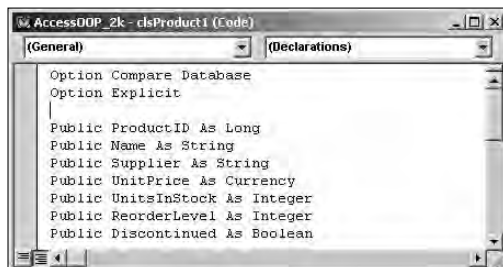 AccessOOP_2k - clsProduct1 (Code)
(General) (Declarations)
Option Compare Database
Option Explicit
Public ProductID As Long
Public Name As String
Public Supplier As String
Public UnitPrice As Currency
Public UnitsInStock As Integer
Public ReorderLevel As Integer
Public Discontinued As Boolean